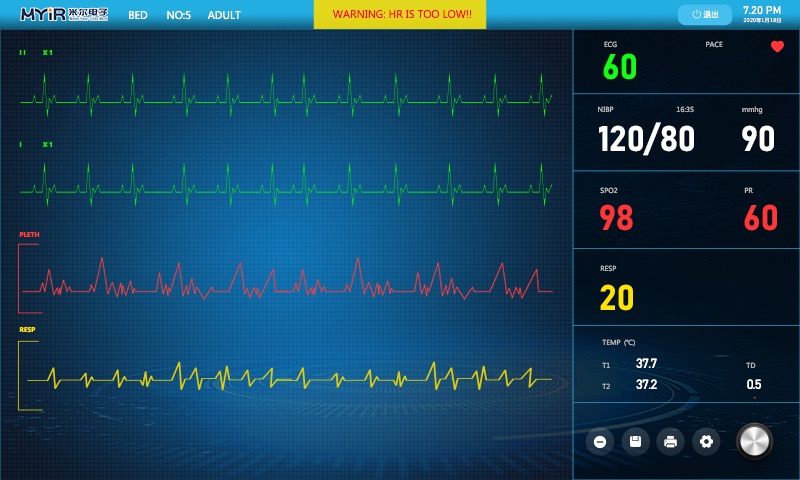 MYiR 米尔电子
BED NO:5 ADULT
WARNING: HR IS TOO LOW!!
退出
7.20 PM
2020年1月18日
II X1
I X1
PLETH
RESP
ECG PACE
60
NIBP 16:35 mmhg
120/80 90
SPO2 PR
98 60
RESP
20
TEMP (℃)
T1 37.7 TD
T2 37.2 0.5